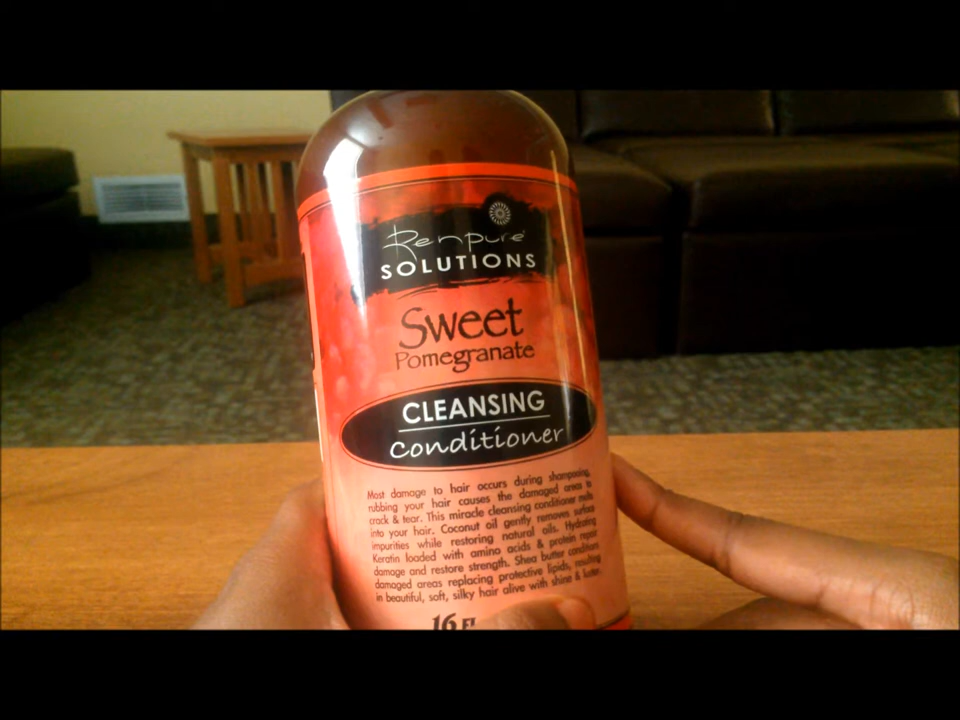 Renpure
SOLUTIONS
Sweet
Pomegranate
CLEANSING
conditioner
Most damage to hair occurs during shampooing,
rubbing your hair causes the damaged areas to
crack & tear. This miracle cleansing conditioner melts
into your hair. Coconut oil gently removes surface
impurities while restoring natural oils. Hydrating
Keratin loaded with amino acids & protein repair
damage and restore strength. Shea butter conditions
damaged areas replacing protective lipids, resulting
in beautiful, soft, silky hair alive with shine & luster.
16 Fl